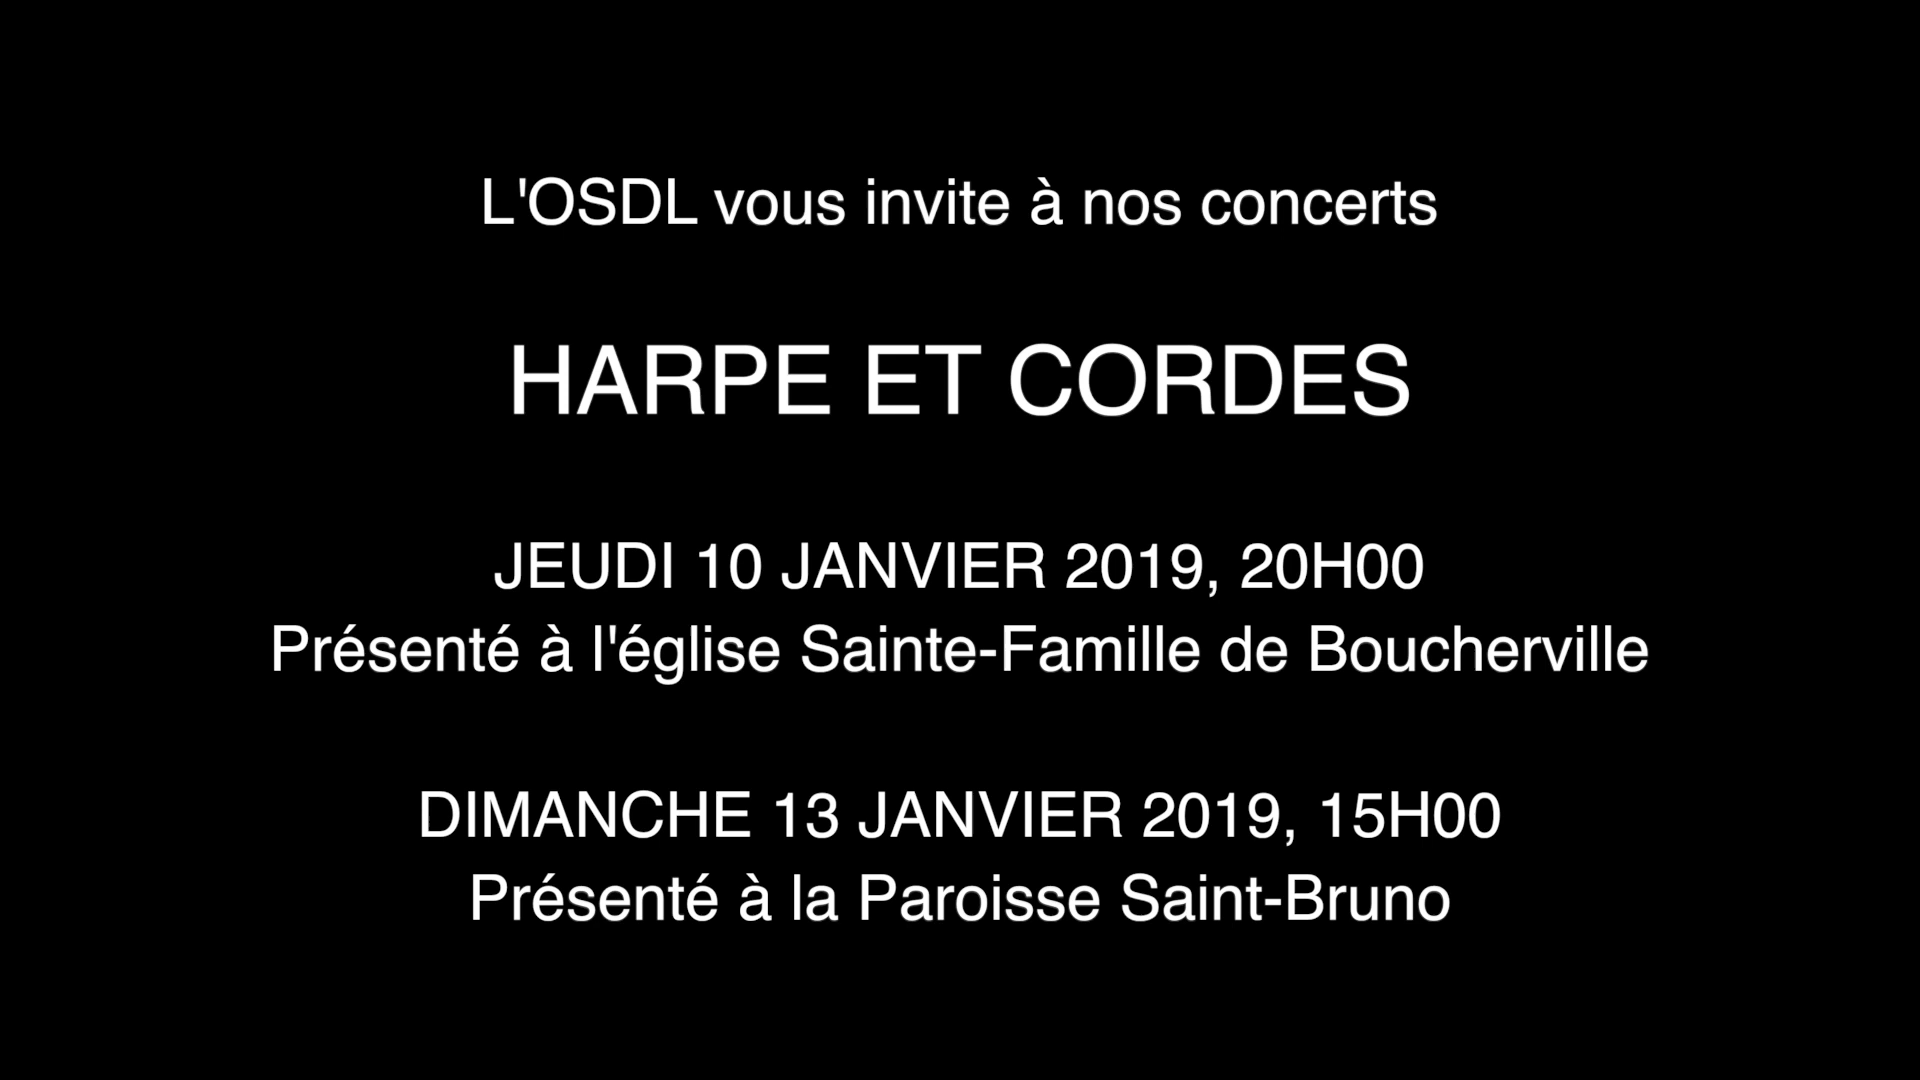 L'OSDL vous invite à nos concerts
HARPE ET CORDES
JEUDI 10 JANVIER 2019, 20H00
Présenté à l'église Sainte-Famille de Boucherville
DIMANCHE 13 JANVIER 2019, 15H00
Présenté à la Paroisse Saint-Bruno